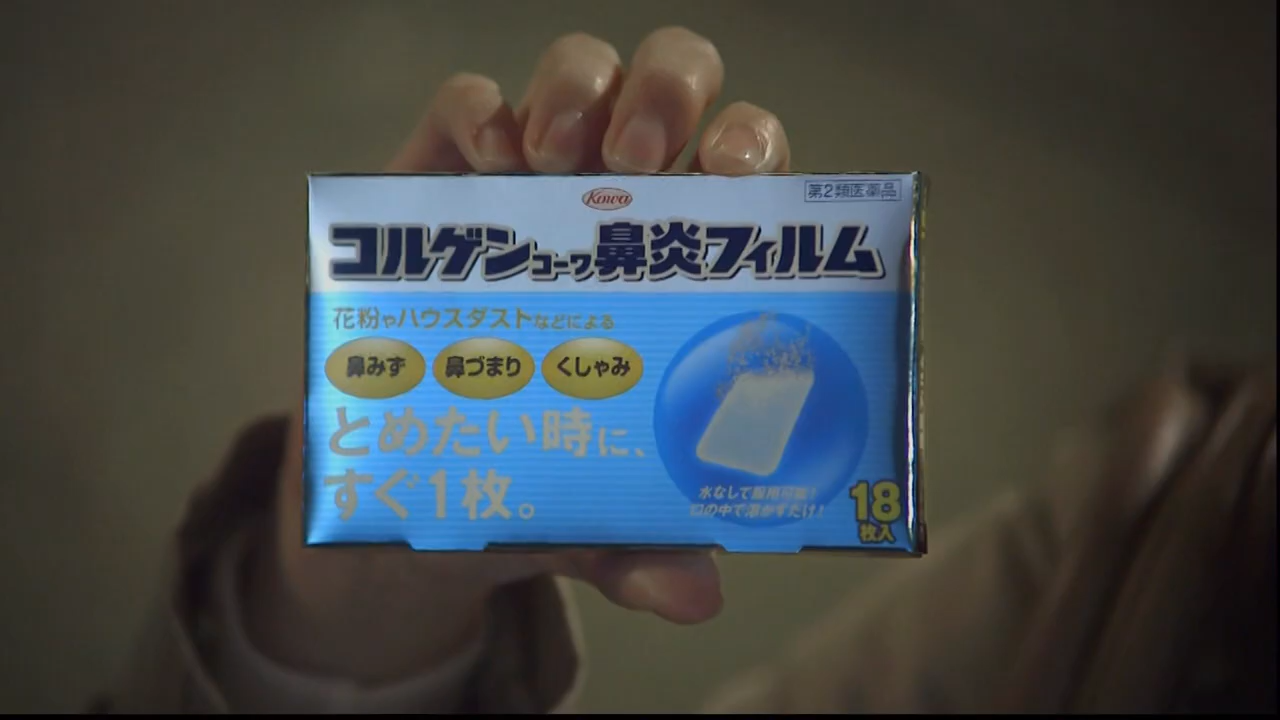 Kowa
第2類医薬品
コルゲンコーワ鼻炎フィルム
花粉やハウスダストなどによる
鼻みず 鼻づまり くしゃみ
とめたい時に、
すぐ1枚。
水なしで服用可能!
口の中で溶かすだけ!
18
枚入